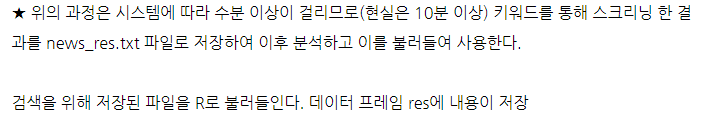 ★ 위의 과정은 시스템에 따라 수분 이상이 걸리므로(현실은 10분 이상) 키워드를 통해 스크리닝 한 결
과를 news_res.txt 파일로 저장하여 이후 분석하고 이를 불러들여 사용한다.
검색을 위해 저장된 파일을 R로 불러들인다. 데이터 프레임 res에 내용이 저장